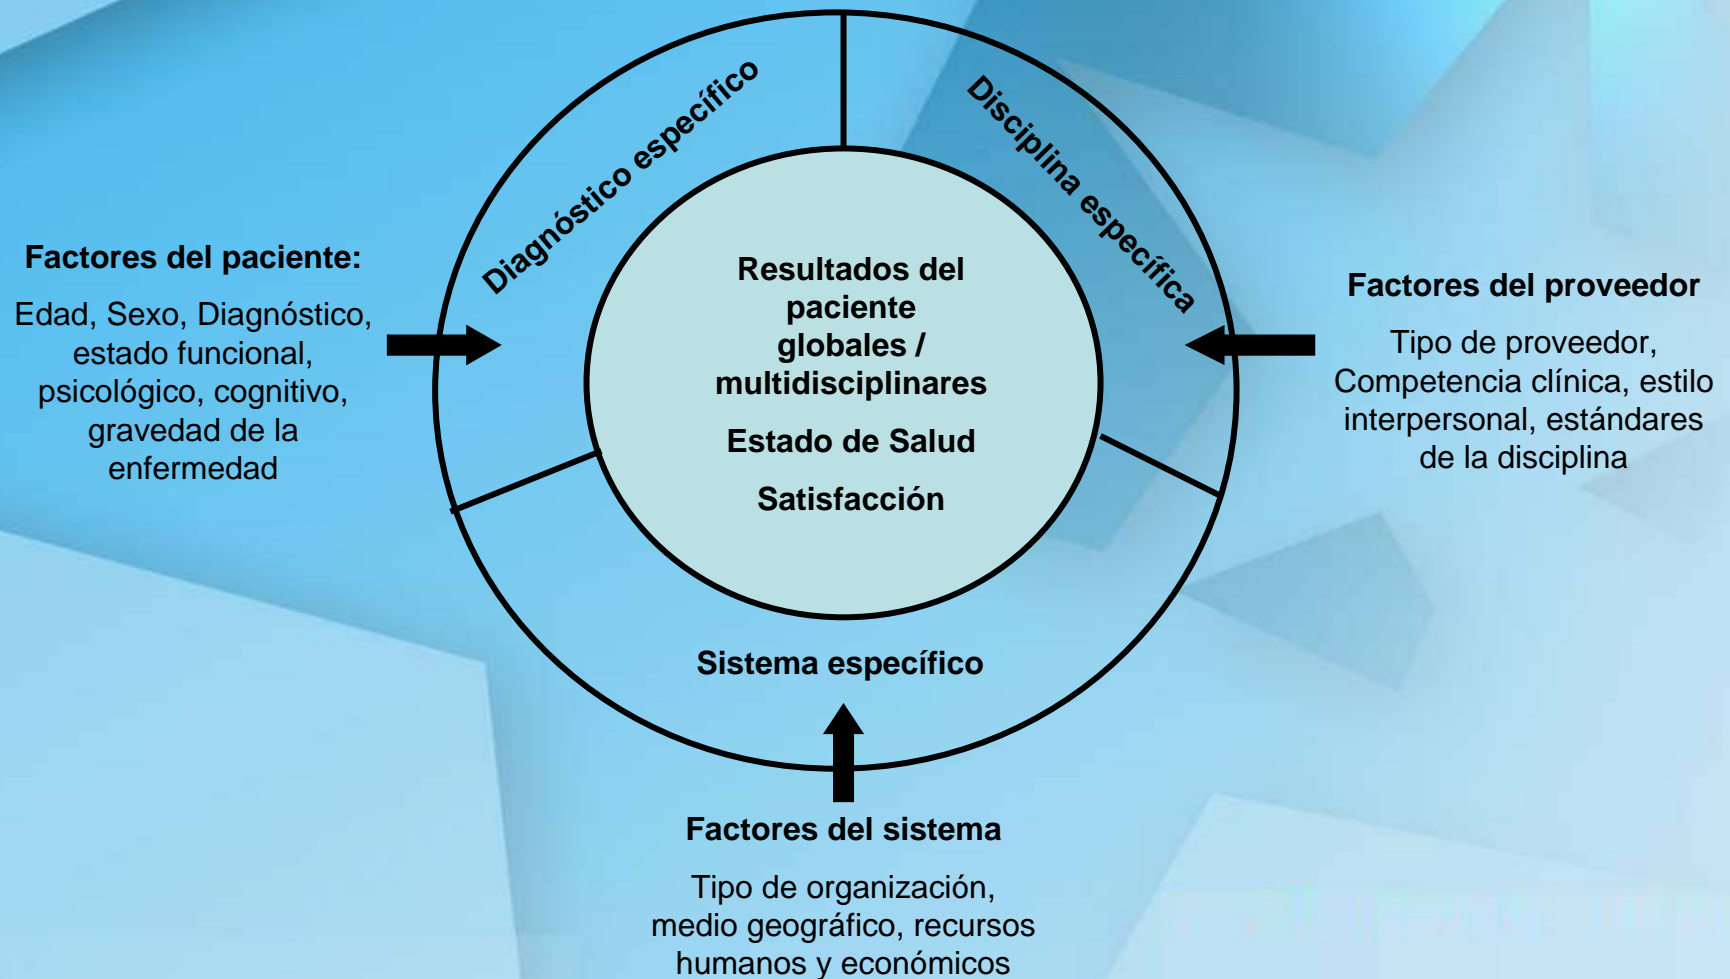 Diagnóstico específico
Disciplina específica
Factores del paciente:
Edad, Sexo, Diagnóstico,
estado funcional,
psicológico, cognitivo,
gravedad de la
enfermedad
Resultados del
paciente
globales /
multidisciplinares
Estado de Salud
Satisfacción
Factores del proveedor
Tipo de proveedor,
Competencia clínica, estilo
interpersonal, estándares
de la disciplina
Sistema específico
Factores del sistema
Tipo de organización,
medio geográfico, recursos
humanos y económicos